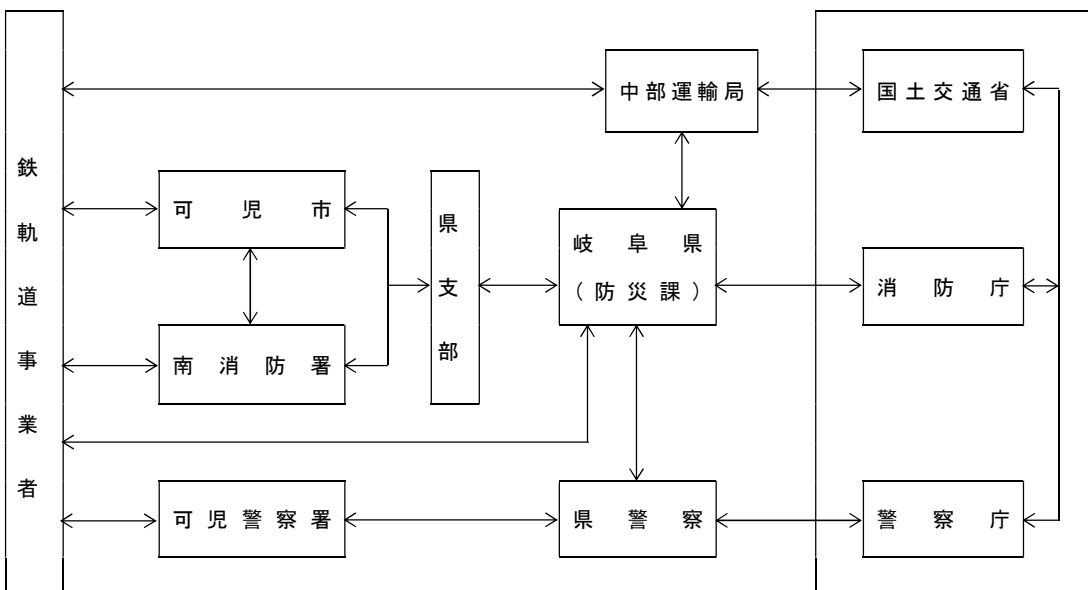 鉄軌道事業者
中部運輸局
国土交通省
可児市
県支部
岐阜県
(防災課)
消防庁
南消防署
可児警察署
県警察
警察庁